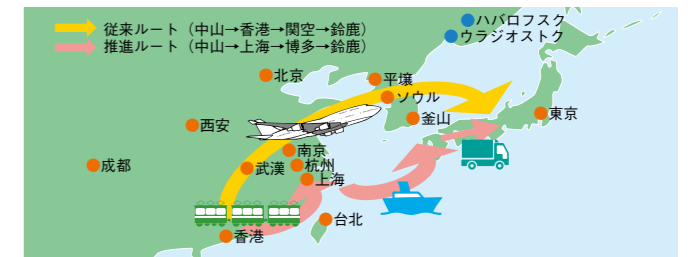 従来ルート（中山→香港→関空→鈴鹿）
推進ルート（中山→上海→博多→鈴鹿）
ハバロフスク
ウラジオストク
北京
平壌
ソウル
西安
釜山
東京
南京
成都
武漢
杭州
上海
台北
香港